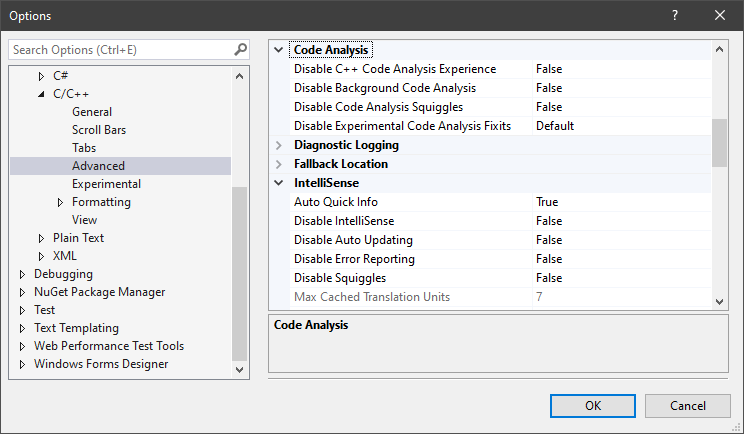 Options
Search Options (Ctrl+E)
C#
C/C++
General
Scroll Bars
Tabs
Advanced
Experimental
Formatting
View
Plain Text
XML
Debugging
NuGet Package Manager
Test
Text Templating
Web Performance Test Tools
Windows Forms Designer
Code Analysis
Disable C++ Code Analysis Experience False
Disable Background Code Analysis False
Disable Code Analysis Squiggles False
Disable Experimental Code Analysis Fixits Default
Diagnostic Logging
Fallback Location
IntelliSense
Auto Quick Info True
Disable IntelliSense False
Disable Auto Updating False
Disable Error Reporting False
Disable Squiggles False
Max Cached Translation Units 7
Code Analysis
OK Cancel